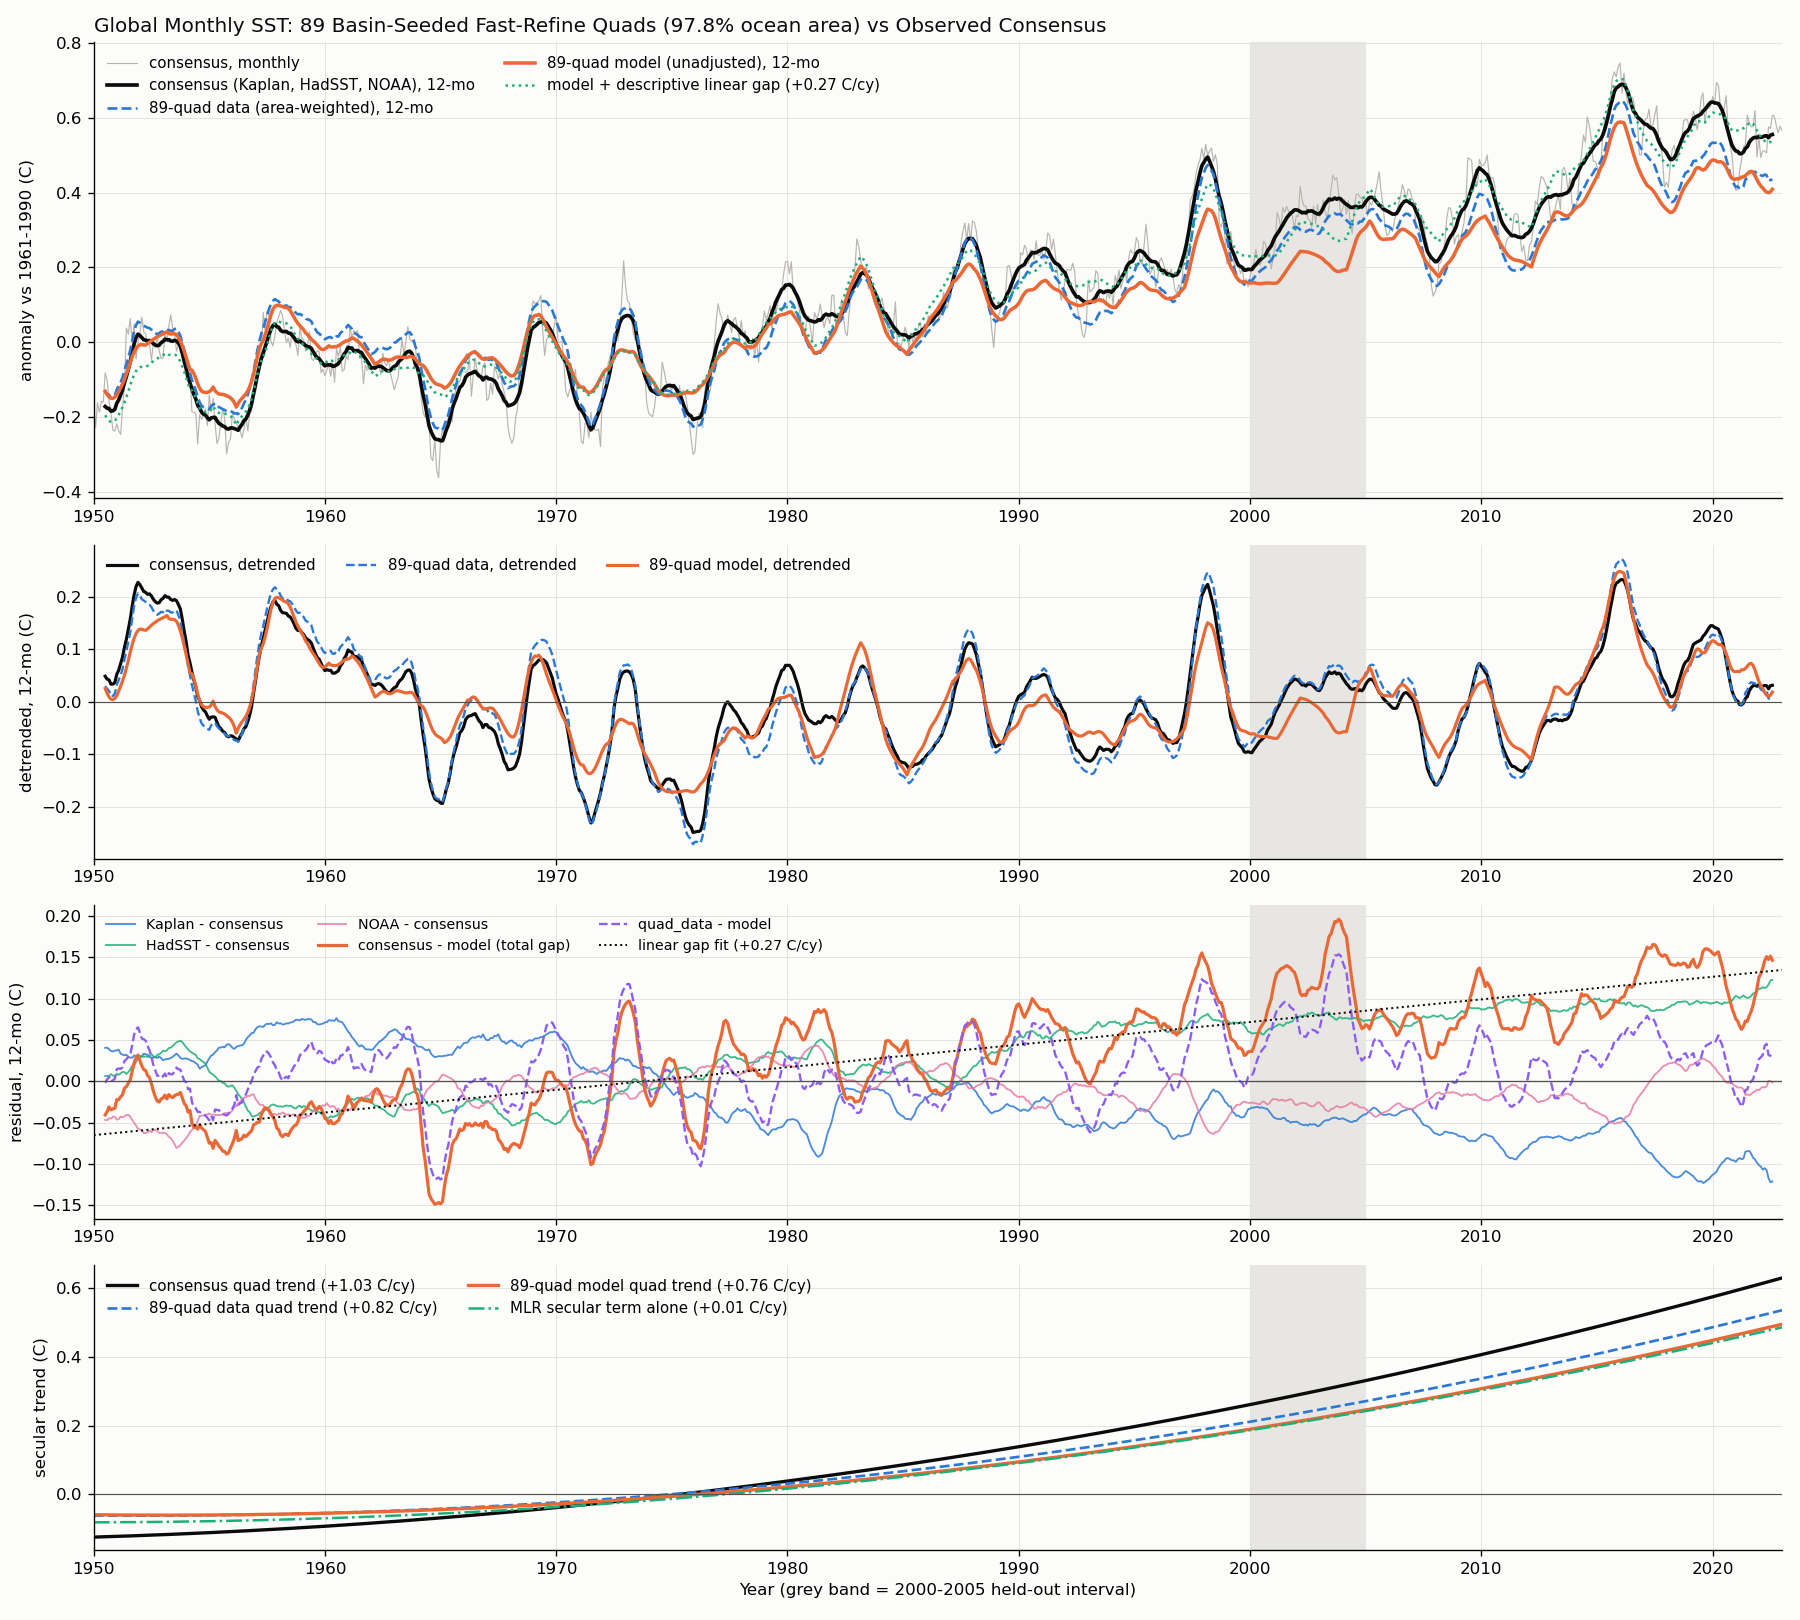 Global Monthly SST: 89 Basin-Seeded Fast-Refine Quads (97.8% ocean area) vs Observed Consensus
consensus, monthly
consensus (Kaplan, HadSST, NOAA), 12-mo
89-quad data (area-weighted), 12-mo
89-quad model (unadjusted), 12-mo
model + descriptive linear gap (+0.27 C/cy)
anomaly vs 1961-1990 (C)
0.8
0.6
0.4
0.2
0.0
−0.2
−0.4
1950 1960 1970 1980 1990 2000 2010 2020
consensus, detrended
89-quad data, detrended
89-quad model, detrended
detrended, 12-mo (C)
0.2
0.1
0.0
−0.1
−0.2
1950 1960 1970 1980 1990 2000 2010 2020
Kaplan - consensus
HadSST - consensus
NOAA - consensus
consensus - model (total gap)
quad_data - model
linear gap fit (+0.27 C/cy)
residual, 12-mo (C)
0.20
0.15
0.10
0.05
0.00
−0.05
−0.10
−0.15
1950 1960 1970 1980 1990 2000 2010 2020
consensus quad trend (+1.03 C/cy)
89-quad data quad trend (+0.82 C/cy)
89-quad model quad trend (+0.76 C/cy)
MLR secular term alone (+0.01 C/cy)
secular trend (C)
0.6
0.4
0.2
0.0
1950 1960 1970 1980 1990 2000 2010 2020
Year (grey band = 2000-2005 held-out interval)